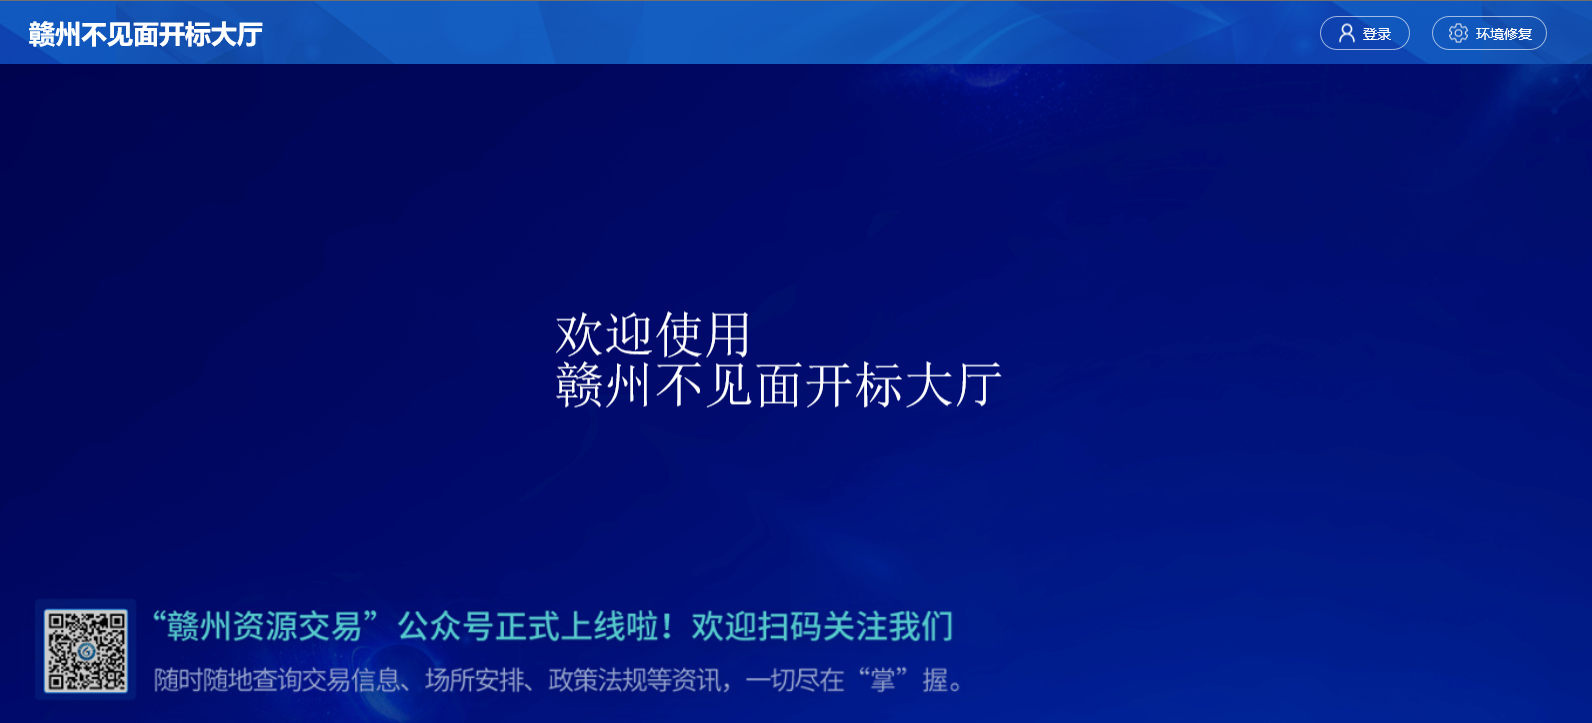 赣州不见面开标大厅
登录
环境修复
欢迎使用
赣州不见面开标大厅
“赣州资源交易”公众号正式上线啦！欢迎扫码关注我们
随时随地查询交易信息、场所安排、政策法规等资讯，一切尽在“掌”握。